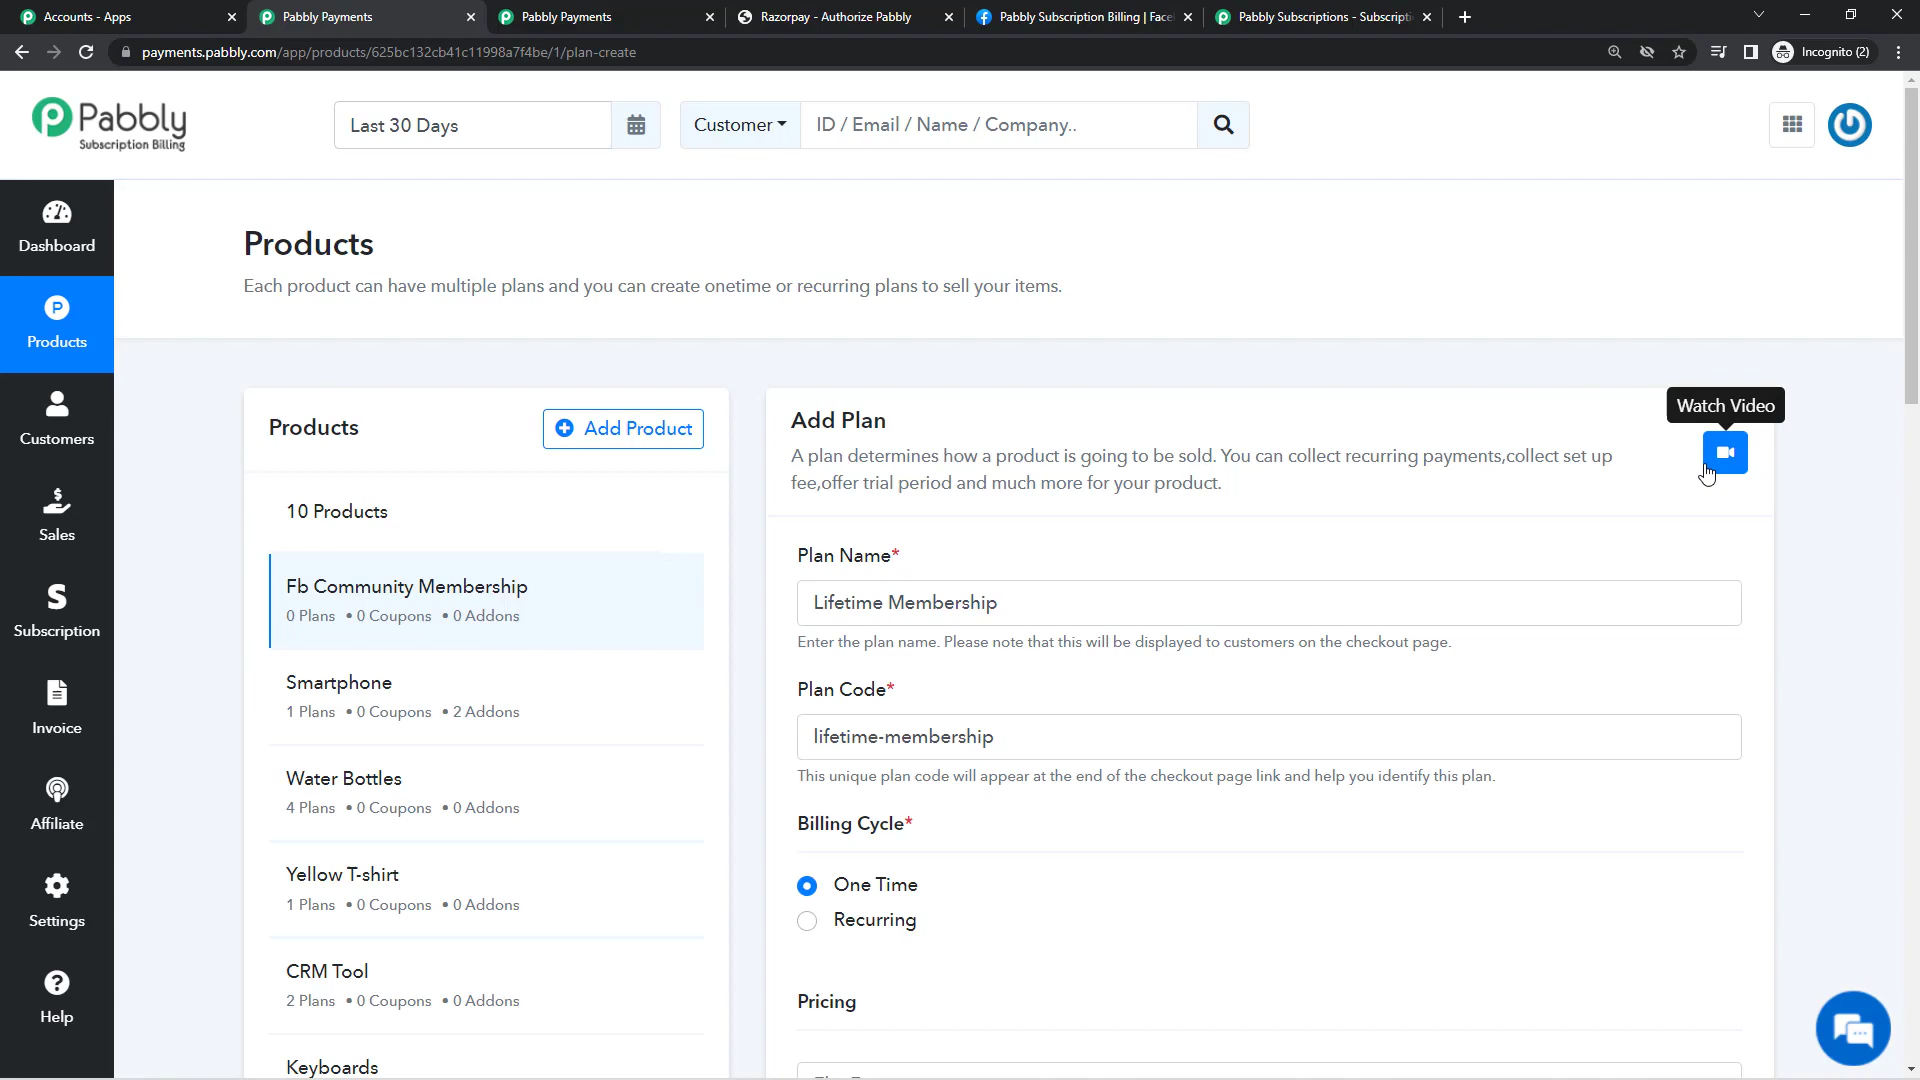 Accounts - Apps
Pabbly Payments
Pabbly Payments
Razorpay - Authorize Pabbly
Pabbly Subscription Billing | Face
Pabbly Subscriptions - Subscripti
payments.pabbly.com/app/products/625bc132cb41c11998a7f4be/1/plan-create
Incognito (2)
Pabbly
Subscription Billing
Last 30 Days
Customer
ID / Email / Name / Company..
Dashboard
Products
Customers
Sales
Subscription
Invoice
Affiliate
Settings
Help
Products
Each product can have multiple plans and you can create onetime or recurring plans to sell your items.
Products
Add Product
10 Products
Fb Community Membership
0 Plans • 0 Coupons • 0 Addons
Smartphone
1 Plans • 0 Coupons • 2 Addons
Water Bottles
4 Plans • 0 Coupons • 0 Addons
Yellow T-shirt
1 Plans • 0 Coupons • 0 Addons
CRM Tool
2 Plans • 0 Coupons • 0 Addons
Keyboards
Add Plan
Watch Video
A plan determines how a product is going to be sold. You can collect recurring payments,collect set up
fee,offer trial period and much more for your product.
Plan Name*
Lifetime Membership
Enter the plan name. Please note that this will be displayed to customers on the checkout page.
Plan Code*
lifetime-membership
This unique plan code will appear at the end of the checkout page link and help you identify this plan.
Billing Cycle*
One Time
Recurring
Pricing